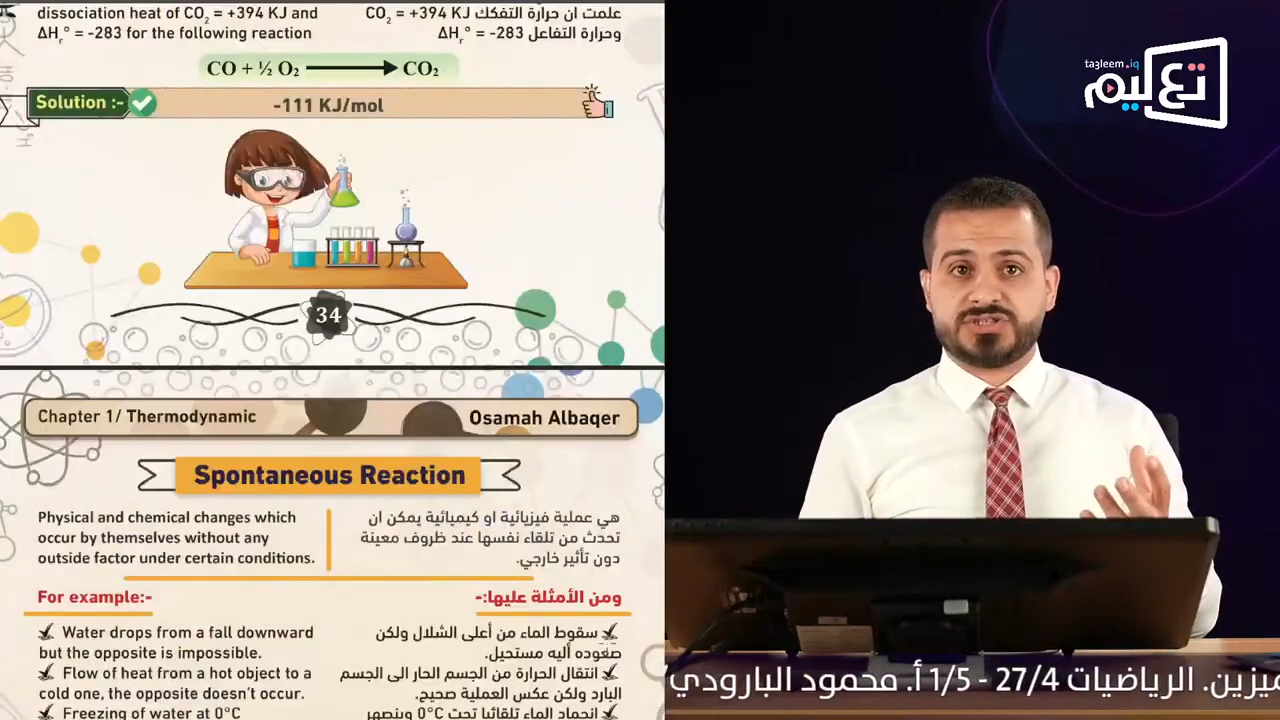 dissociation heat of CO₂ = +394 KJ and
ΔHᵣ° = -283 for the following reaction
علمت ان حرارة التفكك CO₂ = +394 KJ
وحرارة التفاعل ΔHᵣ° = -283
CO + ½ O₂ ⟶ CO₂
Solution :-
-111 KJ/mol
34
Chapter 1/ Thermodynamic
Osamah Albaqer
Spontaneous Reaction
Physical and chemical changes which
occur by themselves without any
outside factor under certain conditions.
هي عملية فيزيائية او كيميائية يمكن ان
تحدث من تلقاء نفسها عند ظروف معينة
دون تأثير خارجي.
For example:-
ومن الأمثلة عليها:-
Water drops from a fall downward
but the opposite is impossible.
Flow of heat from a hot object to a
cold one, the opposite doesn't occur.
Freezing of water at 0°C
سقوط الماء من أعلى الشلال ولكن
صعوده أليه مستحيل.
انتقال الحرارة من الجسم الحار الى الجسم
البارد ولكن عكس العملية صحيح.
انجماد الماء تلقائيا تحت 0°C وينصهر
ta3leem.iq
تعليم
ميزين. الرياضيات 27/4 - 1/5 أ. محمود البارودي